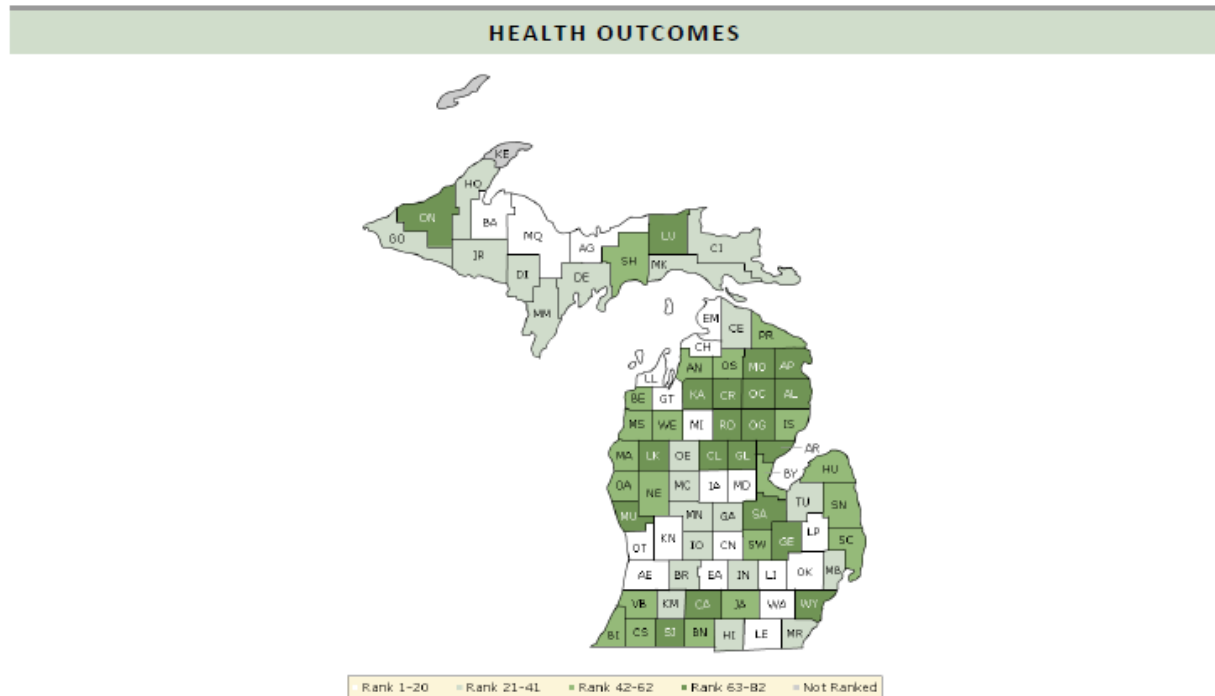 HEALTH OUTCOMES
KE
HO
ON
BA
GO
MQ
AG
LU
CI
IR
SH
MK
DI
DE
MM
EM
CE
PR
CH
AN
OS
MO
AP
LL
BE
GT
KA
CR
OC
AL
MS
WE
MI
RO
OG
IS
MA
LK
OE
CL
GL
AR
BY
HU
OA
NE
MC
IA
MD
TU
SN
MU
MN
GA
SA
LP
OT
KN
IO
CN
SW
GE
SC
AE
BR
EA
IN
LI
OK
MB
VB
KM
CA
JA
WA
WY
BI
CS
SJ
BN
HI
LE
MR
Rank 1-20 Rank 21-41 Rank 42-62 Rank 63-82 Not Ranked